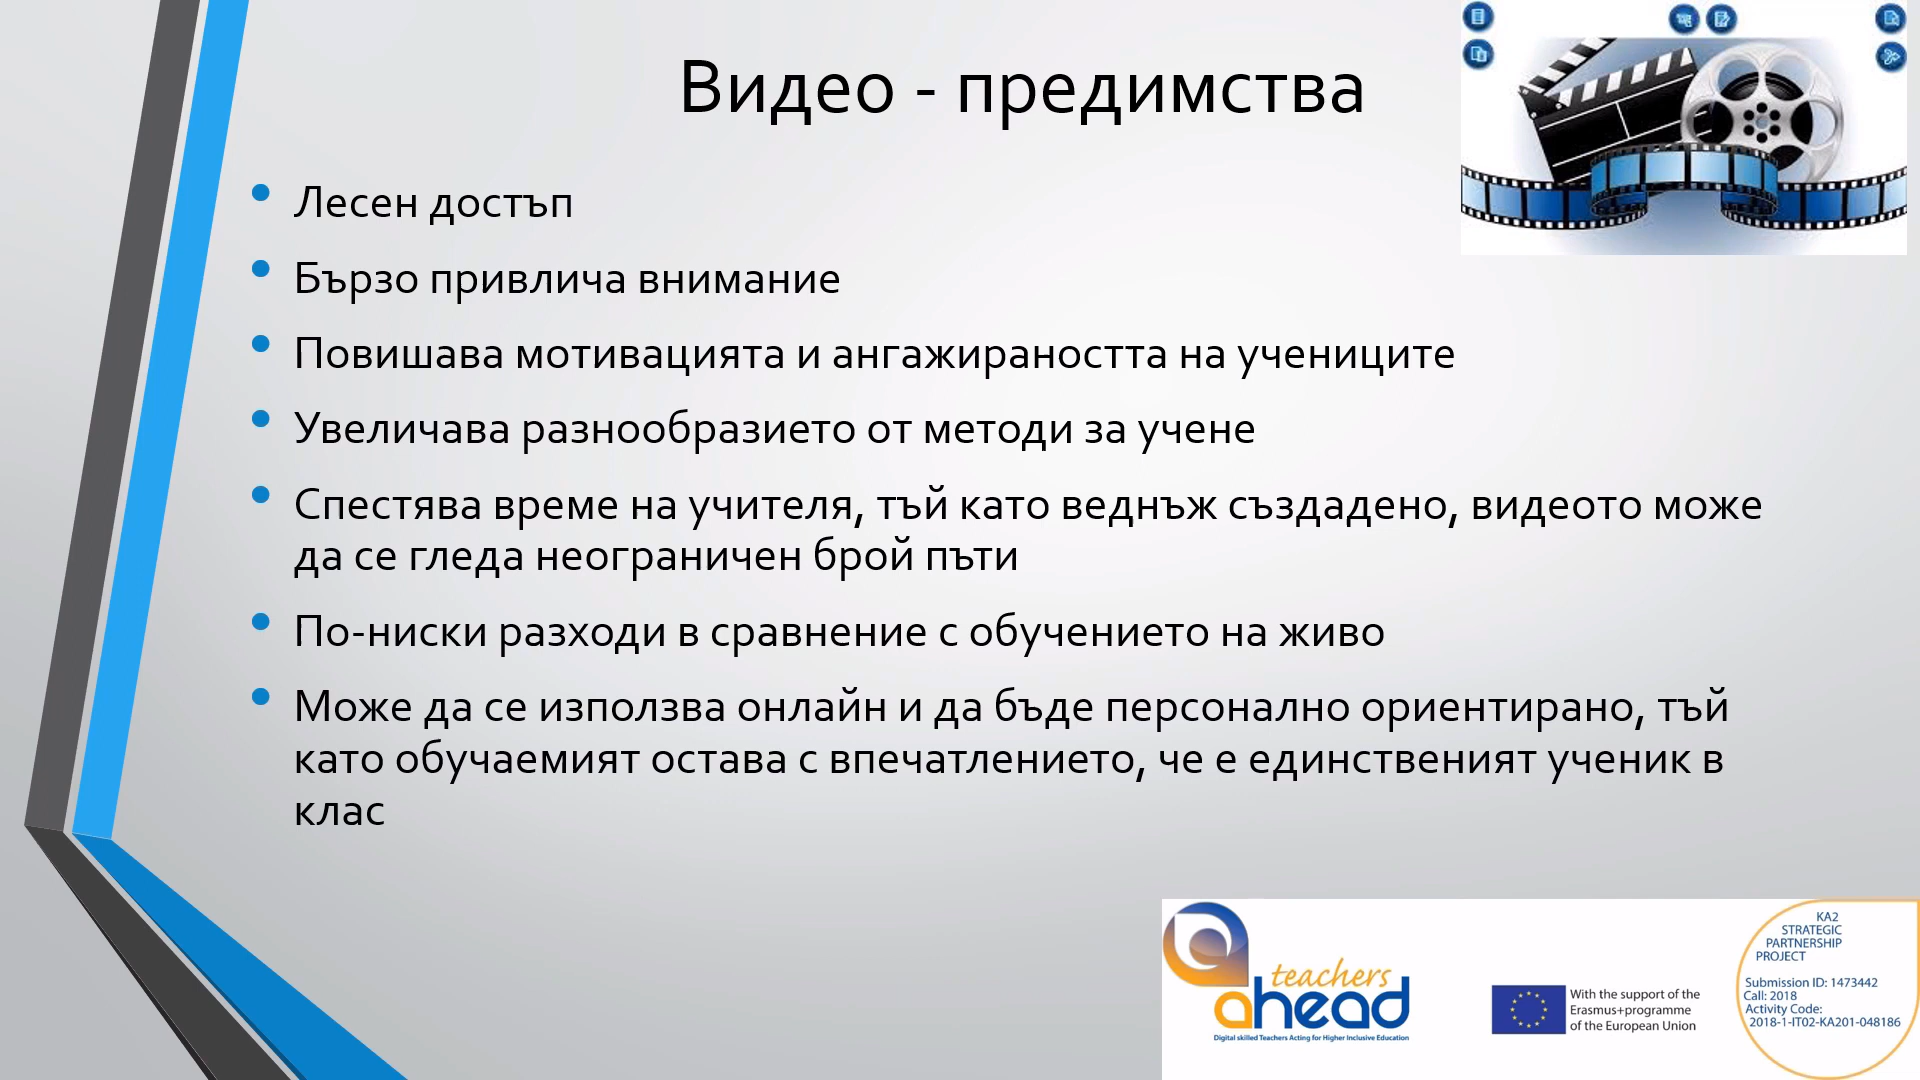 Видео - предимства
Лесен достъп
Бързо привлича внимание
Повишава мотивацията и ангажираността на учениците
Увеличава разнообразието от методи за учене
Спестява време на учителя, тъй като веднъж създадено, видеото може
да се гледа неограничен брой пъти
По-ниски разходи в сравнение с обучението на живо
Може да се използва онлайн и да бъде персонално ориентирано, тъй
като обучаемият остава с впечатлението, че е единственият ученик в
клас
teachers
ahead
Digital skilled Teachers Acting for Higher Inclusive Education
With the support of the
Erasmus+programme
of the European Union
KA2
STRATEGIC
PARTNERSHIP
PROJECT
Submission ID: 1473442
Call: 2018
Activity Code:
2018-1-IT02-KA201-048186